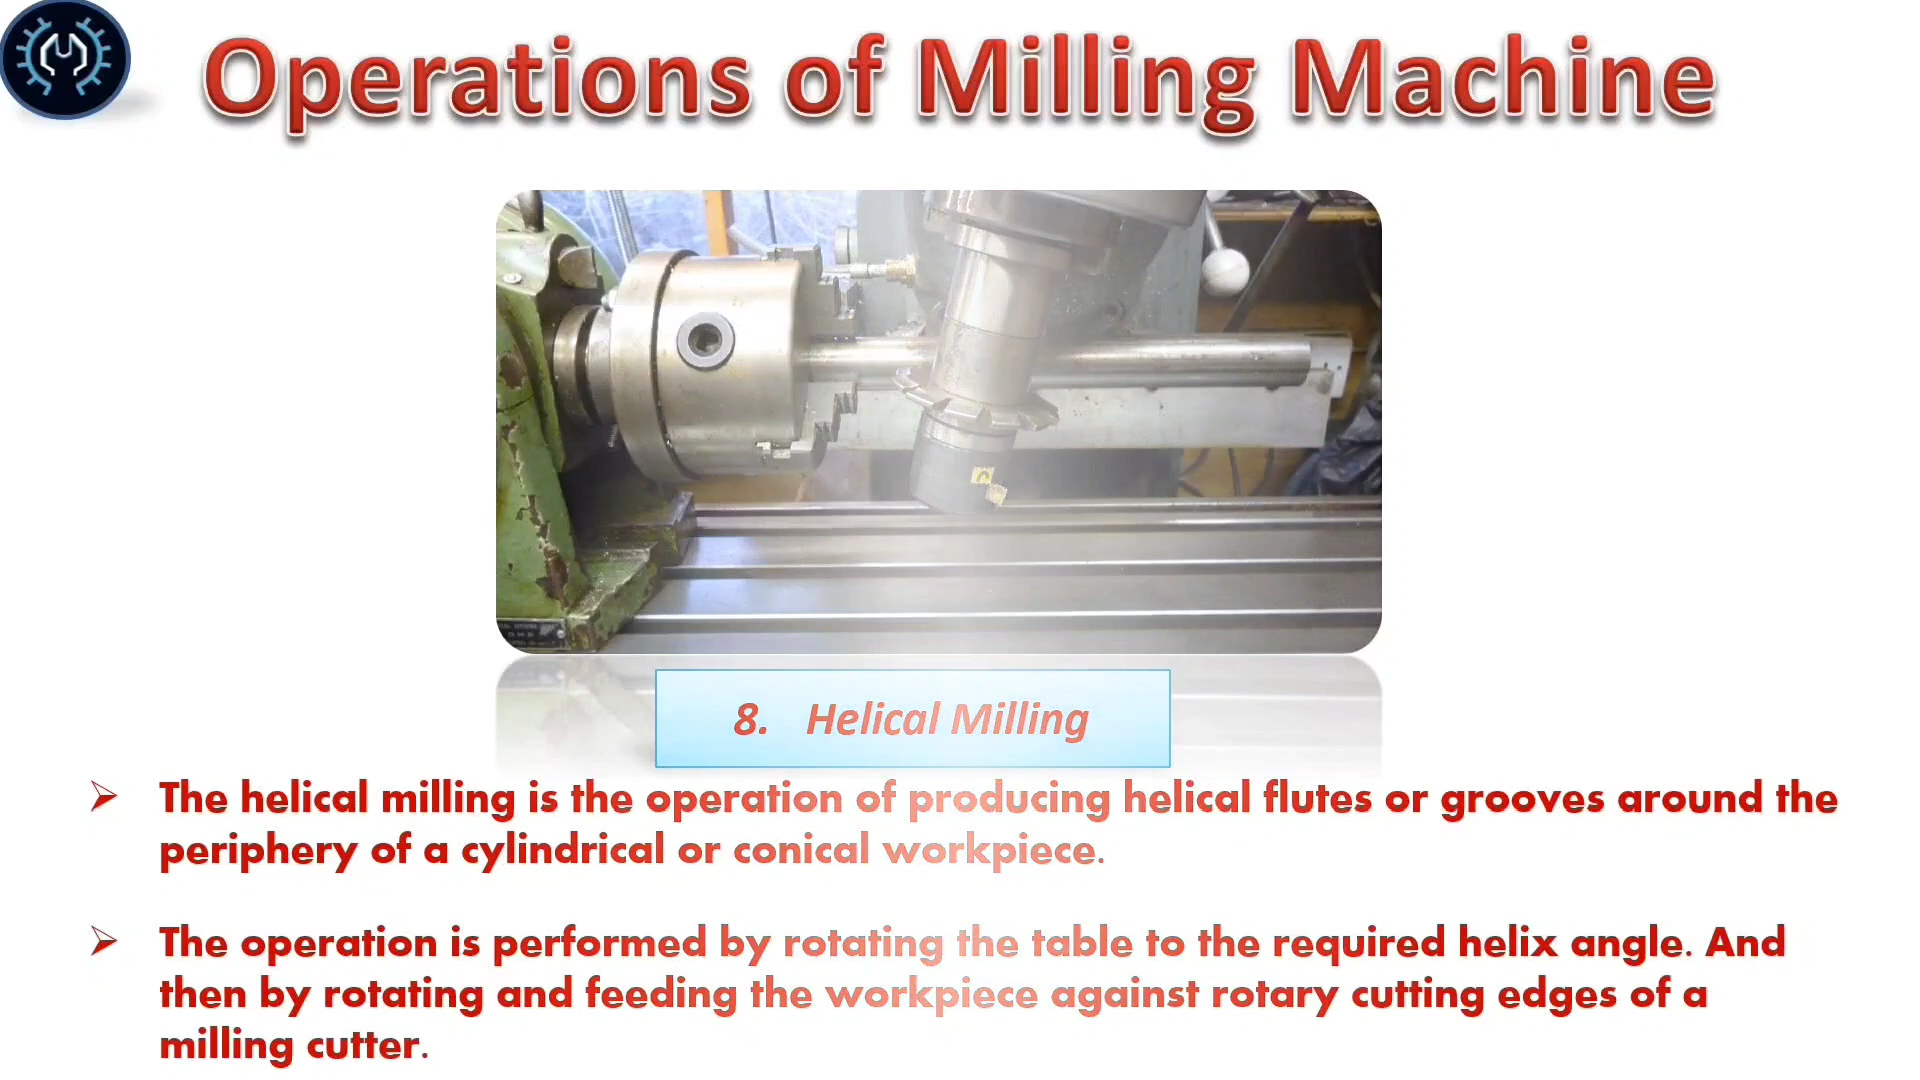 Operations of Milling Machine
8. Helical Milling
➢ The helical milling is the operation of producing helical flutes or grooves around the
periphery of a cylindrical or conical workpiece.
➢ The operation is performed by rotating the table to the required helix angle. And
then by rotating and feeding the workpiece against rotary cutting edges of a
milling cutter.